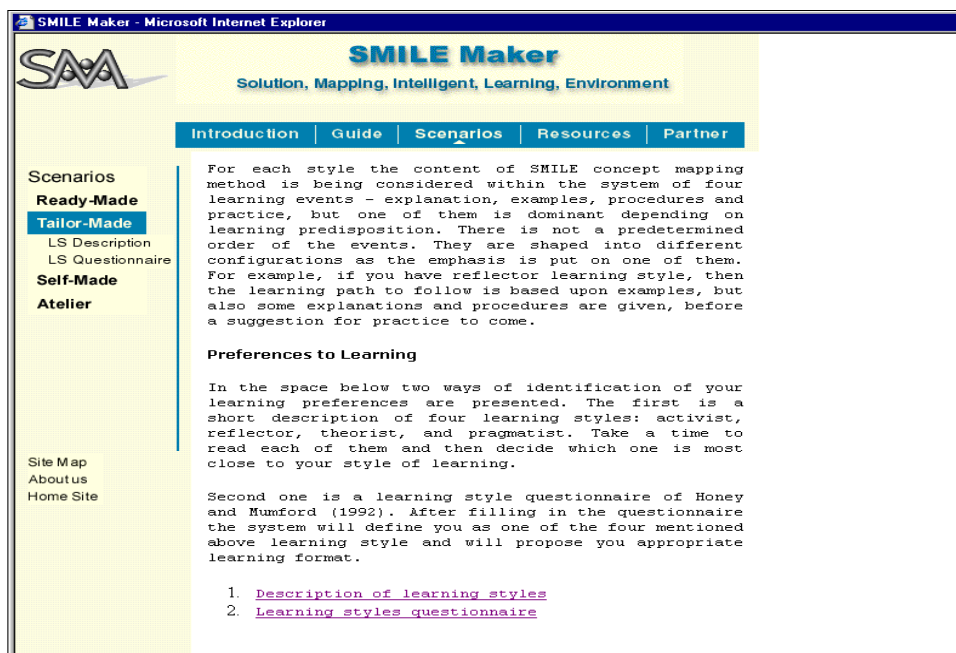 SMILE Maker - Microsoft Internet Explorer
SMILE Maker
Solution, Mapping, Intelligent, Learning, Environment
Introduction | Guide | Scenarios | Resources | Partner
Scenarios
Ready-Made
Tailor-Made
LS Description
LS Questionnaire
Self-Made
Atelier
Site Map
About us
Home Site
For each style the content of SMILE concept mapping
method is being considered within the system of four
learning events – explanation, examples, procedures and
practice, but one of them is dominant depending on
learning predisposition. There is not a predetermined
order of the events. They are shaped into different
configurations as the emphasis is put on one of them.
For example, if you have reflector learning style, then
the learning path to follow is based upon examples, but
also some explanations and procedures are given, before
a suggestion for practice to come.
Preferences to Learning
In the space below two ways of identification of your
learning preferences are presented. The first is a
short description of four learning styles: activist,
reflector, theorist, and pragmatist. Take a time to
read each of them and then decide which one is most
close to your style of learning.
Second one is a learning style questionnaire of Honey
and Mumford (1992). After filling in the questionnaire
the system will define you as one of the four mentioned
above learning style and will propose you appropriate
learning format.
1. Description of learning styles
2. Learning styles questionnaire